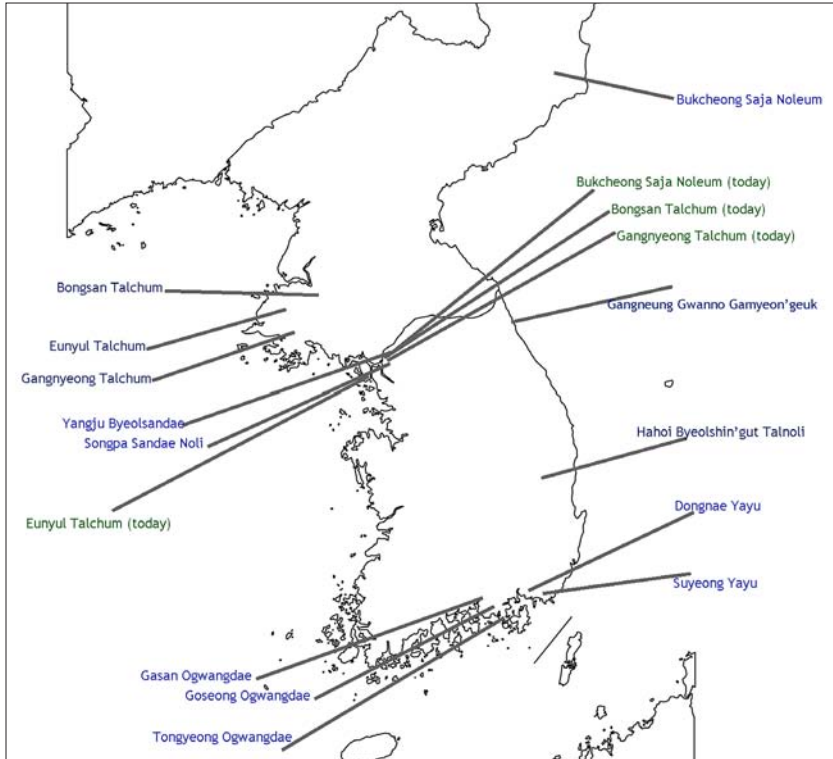 Bukcheong Saja Noleum
Bukcheong Saja Noleum (today)
Bongsan Talchum (today)
Gangnyeong Talchum (today)
Bongsan Talchum
Gangneung Gwanno Gamyeon'geuk
Eunyul Talchum
Gangnyeong Talchum
Yangju Byeolsandae
Songpa Sandae Noli
Hahoi Byeolshin'gut Talnoli
Dongnae Yayu
Eunyul Talchum (today)
Suyeong Yayu
Gasan Ogwangdae
Goseong Ogwangdae
Tongyeong Ogwangdae